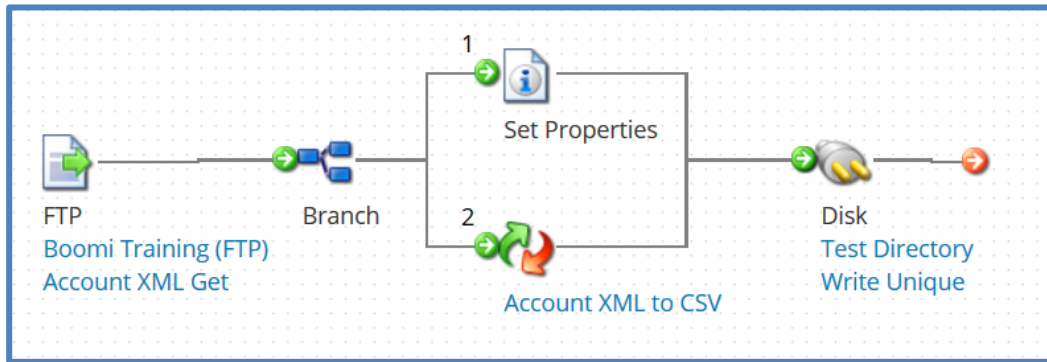 1
Set Properties
FTP
Boomi Training (FTP)
Account XML Get
Branch
2
Account XML to CSV
Disk
Test Directory
Write Unique